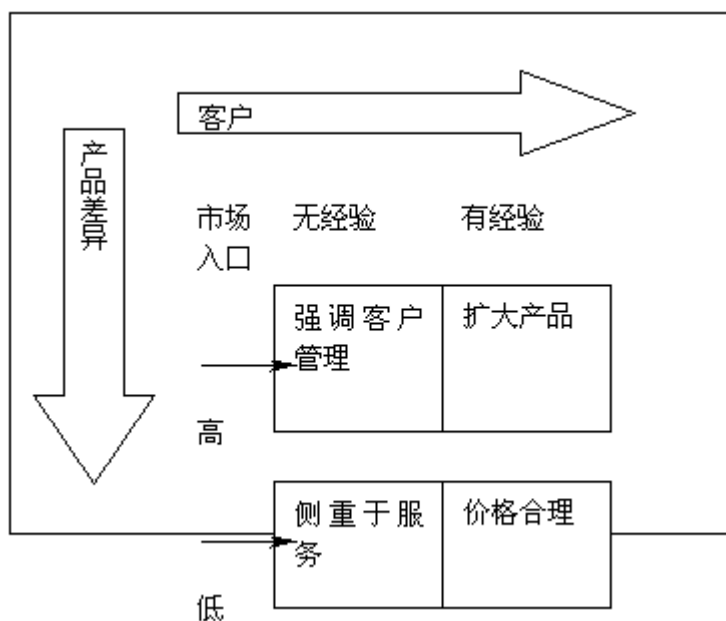 客户
产品差异
市场 无经验 有经验
入口
强调客户 扩大产品
管理
高
侧重于服 价格合理
务
低